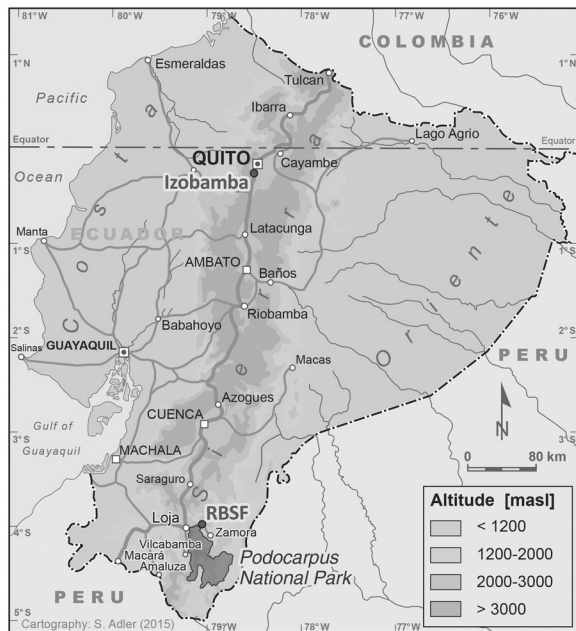 81°W
80°W
79°W
78°W
77°W
76°W
COLOMBIA
1°N
Esmeraldas
Tulcan
Pacific
Ibarra
Lago Agrio
Equator
Equator
QUITO
Cayambe
Ocean
Izobamba
Costa
Sierra
Oriente
Manta
ECUADOR
Latacunga
1°S
1°S
AMBATO
Baños
Riobamba
Babahoyo
GUAYAQUIL
2°S
2°S
Salinas
Macas
PERU
Azogues
CUENCA
N
Gulf of
Guayaquil
3°S
3°S
MACHALA
0
80 km
Saraguro
RBSF
Loja
Zamora
4°S
Vilcabamba
Macará
Amaluza
Podocarpus
National Park
PERU
Altitude [masl]
< 1200
1200-2000
2000-3000
> 3000
5°S
Cartography: S. Adler (2015)
79°W
78°W
77°W